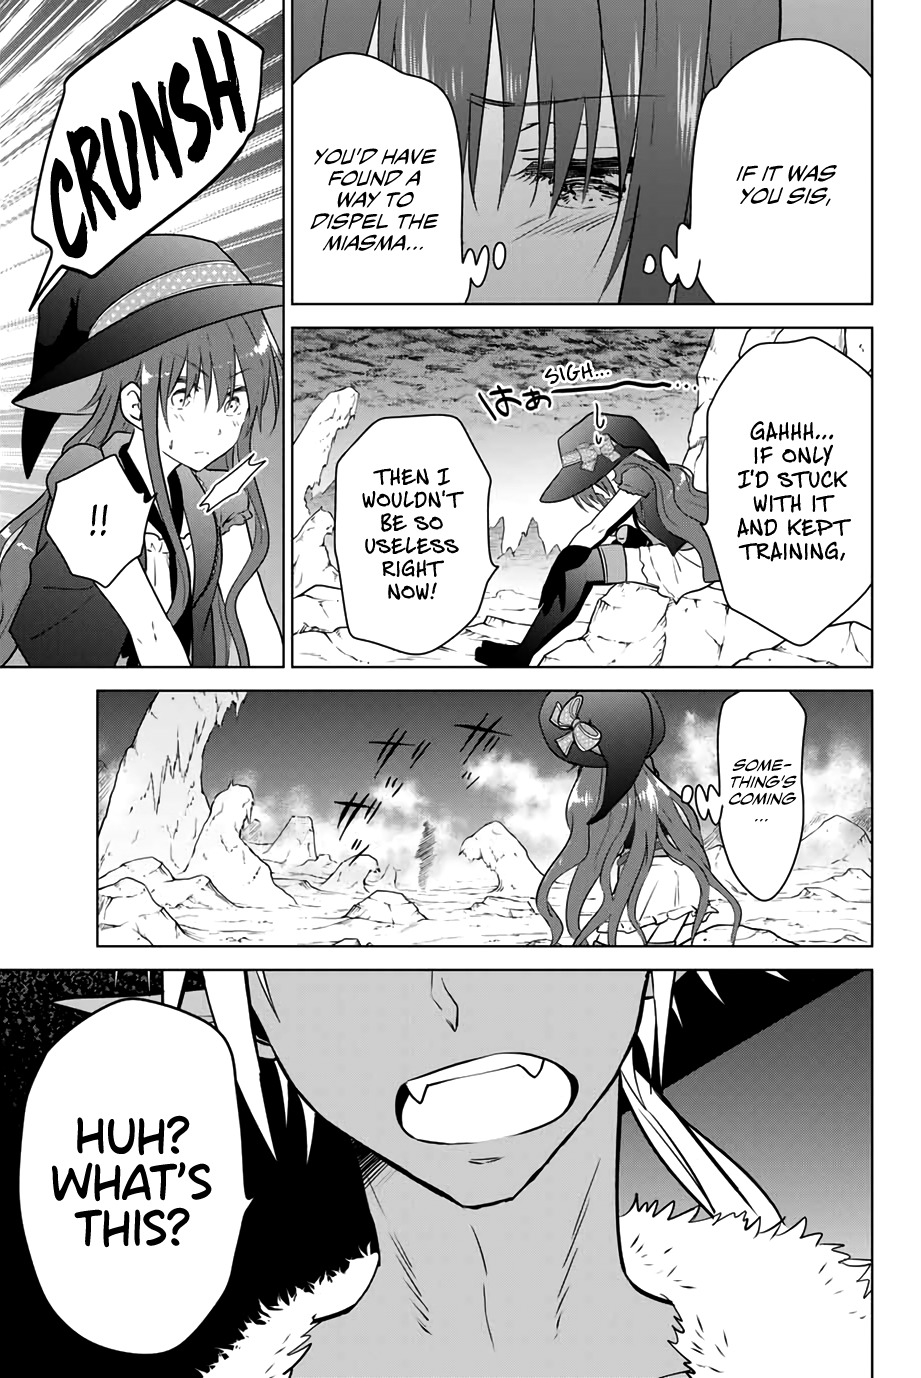 IF IT WAS
YOU SIS,
YOU'D HAVE
FOUND A
WAY TO
DISPEL THE
MIASMA...
GAHHH...
IF ONLY
I'D STUCK
WITH IT
AND KEPT
TRAINING,
SIGH...
はぁ
THEN I
WOULDN'T
BE SO
USELESS
RIGHT
NOW!
CRUNSH
!!
SOME-
THING'S
COMING
...
HUH?
WHAT'S
THIS?